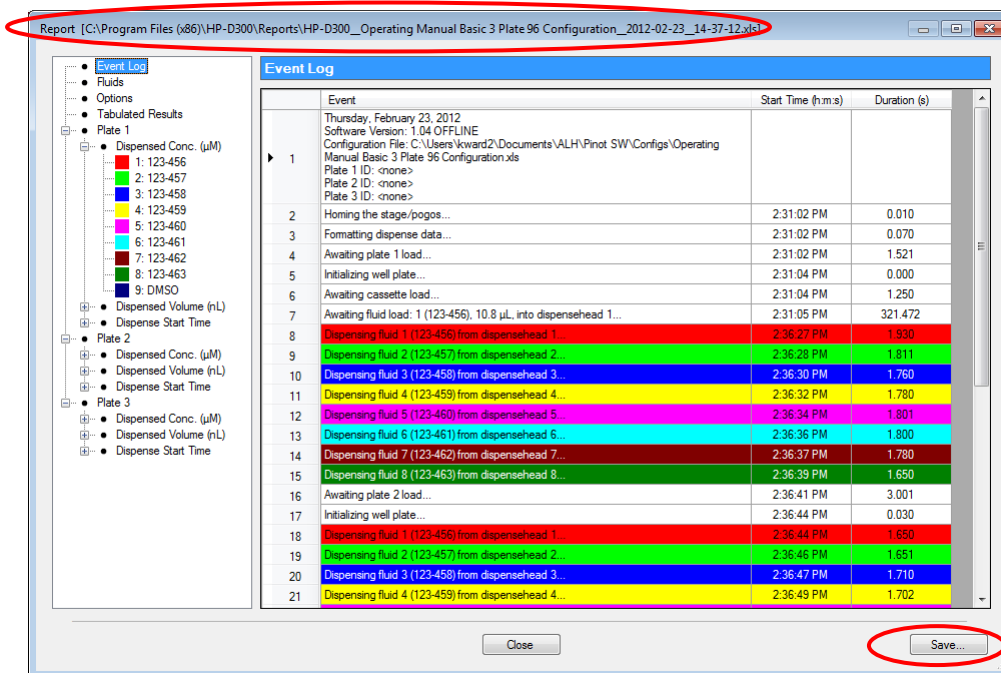 Report [C:\Program Files (x86)\HP-D300\Reports\HP-D300__Operating Manual Basic 3 Plate 96 Configuration__2012-02-23__14-37-12.xls]
Event Log
Fluids
Options
Tabulated Results
Plate 1
Dispensed Conc. (µM)
1: 123-456
2: 123-457
3: 123-458
4: 123-459
5: 123-460
6: 123-461
7: 123-462
8: 123-463
9: DMSO
Dispensed Volume (nL)
Dispense Start Time
Plate 2
Dispensed Conc. (µM)
Dispensed Volume (nL)
Dispense Start Time
Plate 3
Dispensed Conc. (µM)
Dispensed Volume (nL)
Dispense Start Time
Event Log
Event Start Time (h:m:s) Duration (s)
1
Thursday, February 23, 2012
Software Version: 1.04 OFFLINE
Configuration File: C:\Users\kward2\Documents\ALH\Pinot SW\Configs\Operating
Manual Basic 3 Plate 96 Configuration.xls
Plate 1 ID: <none>
Plate 2 ID: <none>
Plate 3 ID: <none>
2 Homing the stage/pogos... 2:31:02 PM 0.010
3 Formatting dispense data... 2:31:02 PM 0.070
4 Awaiting plate 1 load... 2:31:02 PM 1.521
5 Initializing well plate... 2:31:04 PM 0.000
6 Awaiting cassette load... 2:31:04 PM 1.250
7 Awaiting fluid load: 1 (123-456), 10.8 µL, into dispensehead 1... 2:31:05 PM 321.472
8 Dispensing fluid 1 (123-456) from dispensehead 1... 2:36:27 PM 1.930
9 Dispensing fluid 2 (123-457) from dispensehead 2... 2:36:28 PM 1.811
10 Dispensing fluid 3 (123-458) from dispensehead 3... 2:36:30 PM 1.760
11 Dispensing fluid 4 (123-459) from dispensehead 4... 2:36:32 PM 1.780
12 Dispensing fluid 5 (123-460) from dispensehead 5... 2:36:34 PM 1.801
13 Dispensing fluid 6 (123-461) from dispensehead 6... 2:36:36 PM 1.800
14 Dispensing fluid 7 (123-462) from dispensehead 7... 2:36:37 PM 1.780
15 Dispensing fluid 8 (123-463) from dispensehead 8... 2:36:39 PM 1.650
16 Awaiting plate 2 load... 2:36:41 PM 3.001
17 Initializing well plate... 2:36:44 PM 0.030
18 Dispensing fluid 1 (123-456) from dispensehead 1... 2:36:44 PM 1.650
19 Dispensing fluid 2 (123-457) from dispensehead 2... 2:36:46 PM 1.651
20 Dispensing fluid 3 (123-458) from dispensehead 3... 2:36:47 PM 1.710
21 Dispensing fluid 4 (123-459) from dispensehead 4... 2:36:49 PM 1.702
Close
Save...